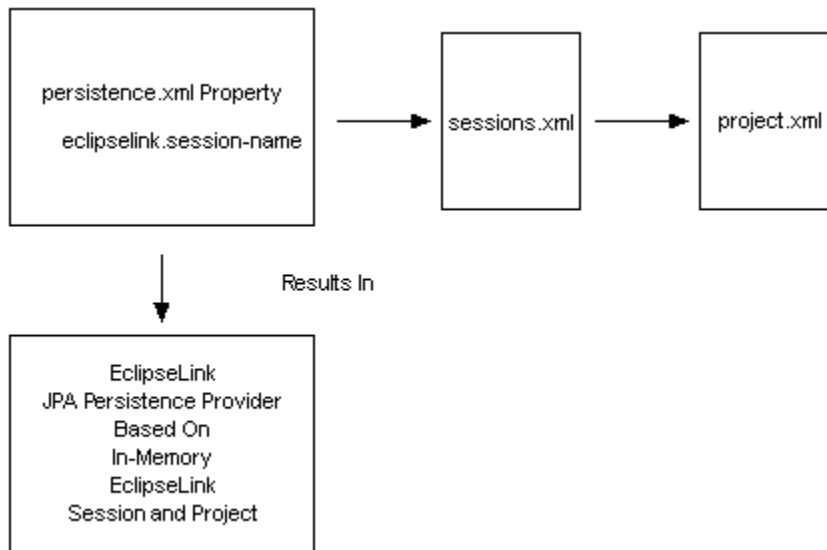 persistence.xml Property
eclipselink.session-name
sessions.xml
project.xml
Results In
EclipseLink
JPA Persistence Provider
Based On
In-Memory
EclipseLink
Session and Project